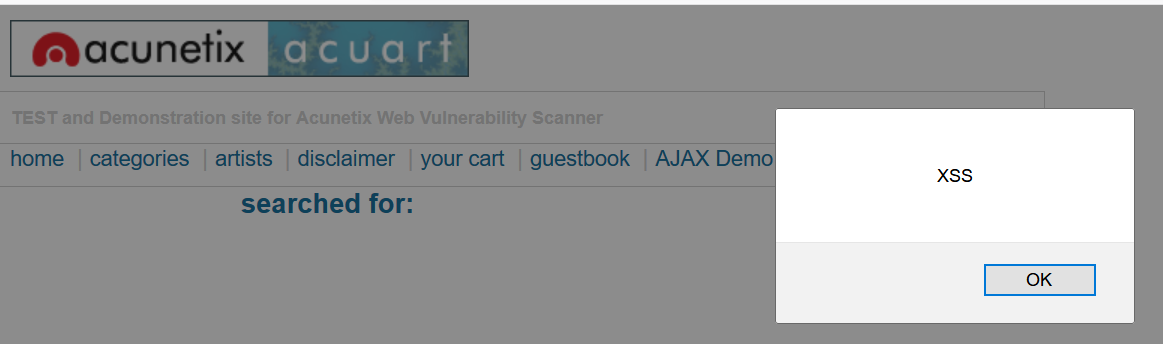 acunetix acuart
TEST and Demonstration site for Acunetix Web Vulnerability Scanner
home | categories | artists | disclaimer | your cart | guestbook | AJAX Demo
searched for:
XSS
OK